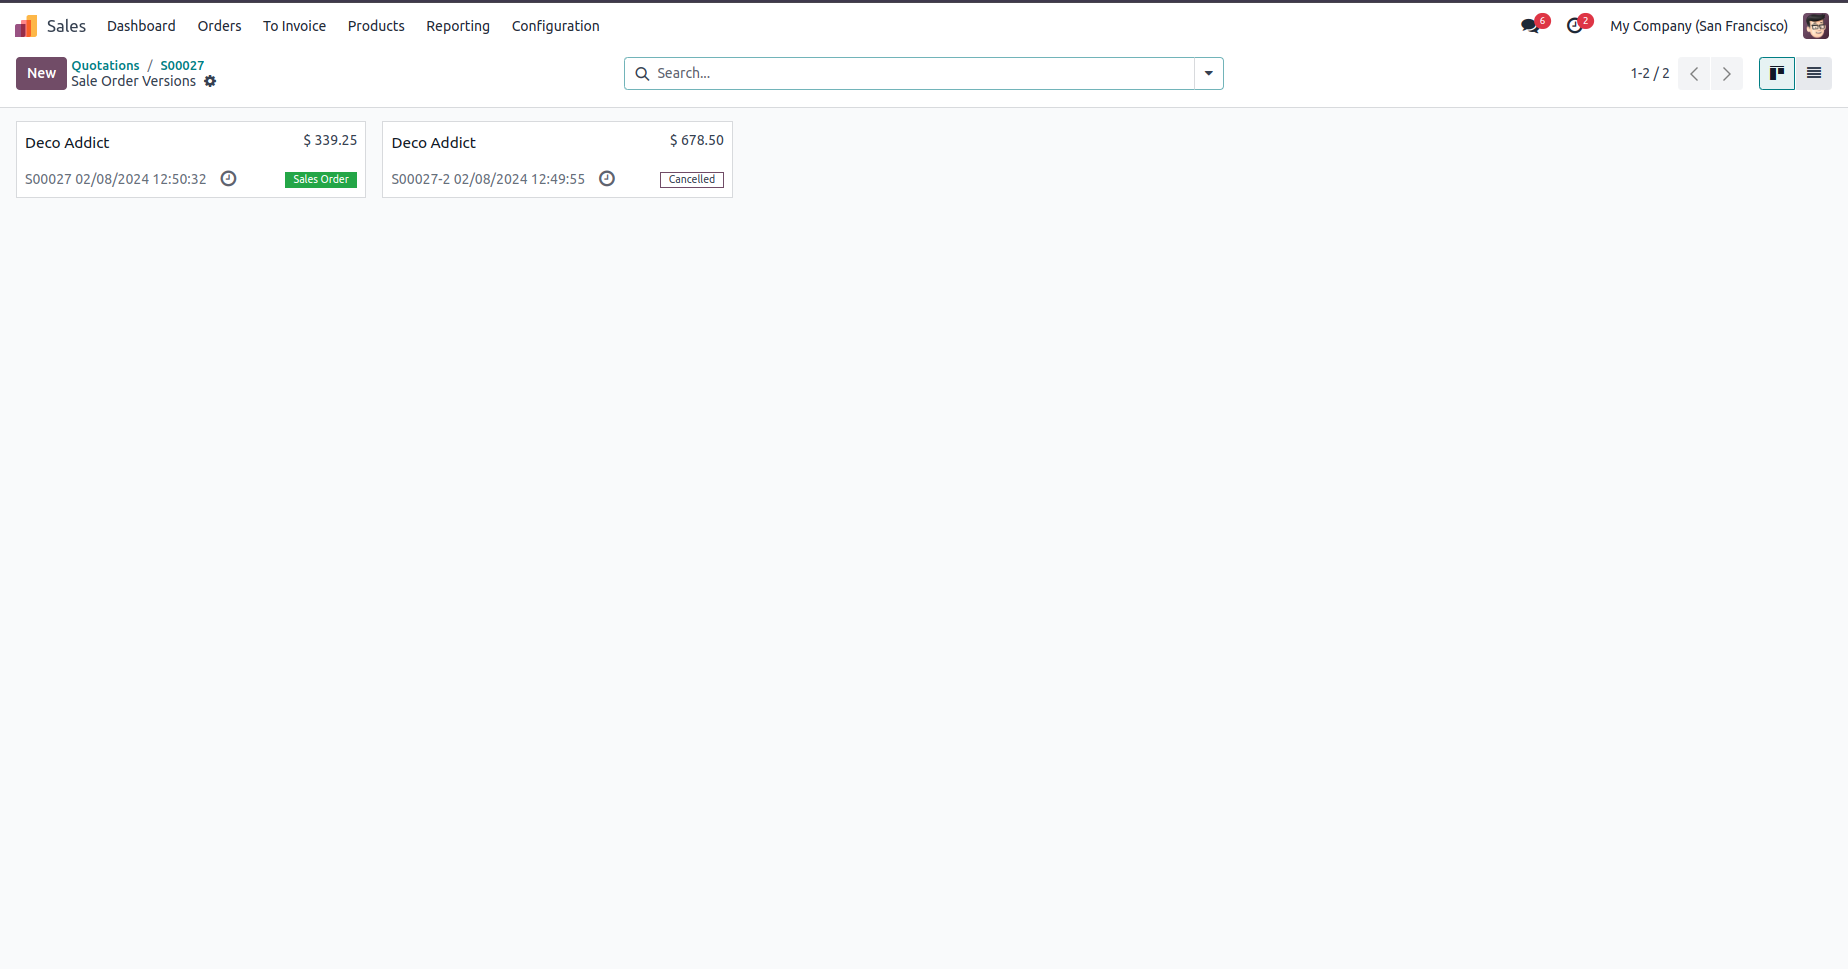 Sales Dashboard Orders To Invoice Products Reporting Configuration 6 2 My Company (San Francisco)
New Quotations / S00027
Sale Order Versions
Search...
1-2 / 2
Deco Addict $ 339.25
S00027 02/08/2024 12:50:32 Sales Order
Deco Addict $ 678.50
S00027-2 02/08/2024 12:49:55 Cancelled